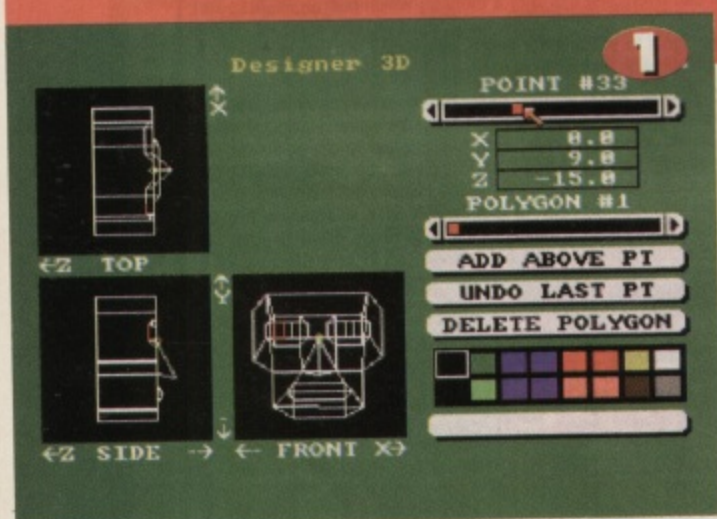 1
Designer 3D
POINT #33
X 0.0
Y 9.0
Z -15.0
POLYGON #1
ADD ABOVE PT
UNDO LAST PT
DELETE POLYGON
X
←Z TOP
Y
←Z SIDE →
← FRONT X→